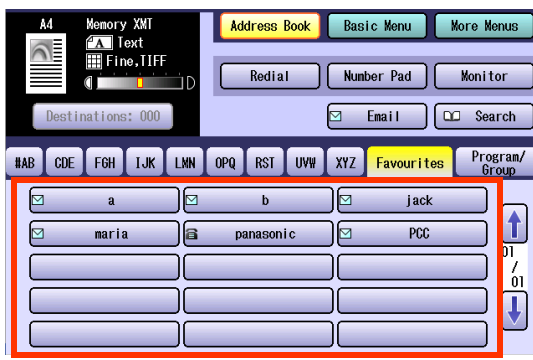 A4 Memory XMT
A Text
Fine,TIFF
D
Destinations: 000
Address Book
Basic Menu
More Menus
Redial
Number Pad
Monitor
Email
Search
#AB
CDE
FGH
IJK
LMN
OPQ
RST
UVW
XYZ
Favourites
Program/
Group
a
b
jack
maria
panasonic
PCC
01
/
01